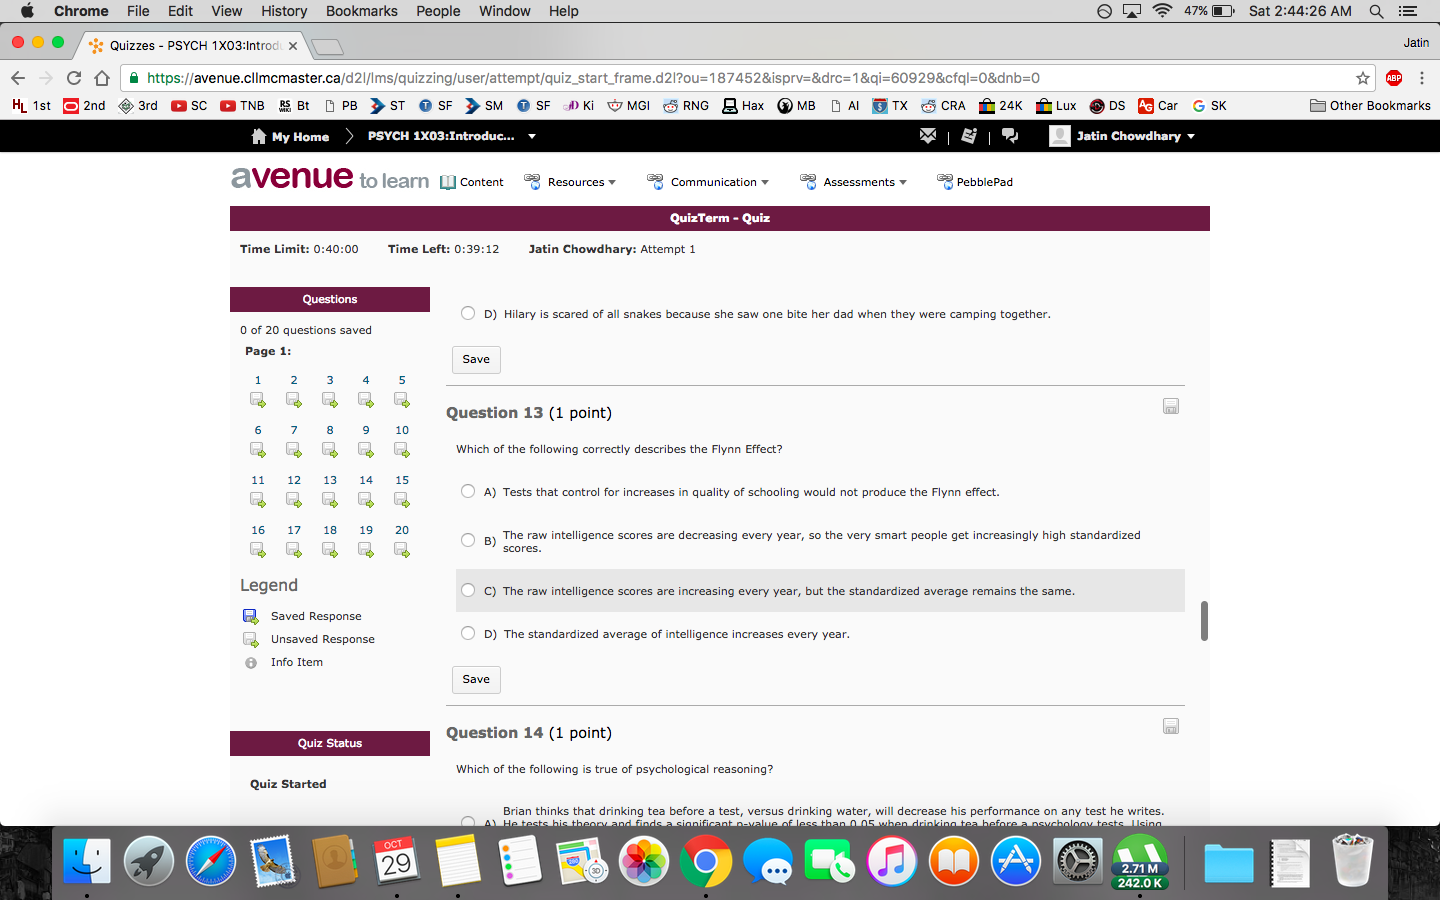 Chrome File Edit View History Bookmarks People Window Help 47% Sat 2:44:26 AM
Quizzes - PSYCH 1X03:Introdu Jatin
https://avenue.cllmcmaster.ca/d2l/lms/quizzing/user/attempt/quiz_start_frame.d2l?ou=187452&isprv=&drc=1&qi=60929&cfql=0&dnb=0 ABP
HL 1st 2nd 3rd SC TNB RS WIKI Bt PB ST T SF SM T SF Ki MGI RNG Hax MB AI $ TX CRA 24K Lux DS AG Car G SK Other Bookmarks
My Home PSYCH 1X03:Introduc... Jatin Chowdhary
avenue to learn Content Resources Communication Assessments PebblePad
QuizTerm - Quiz
Time Limit: 0:40:00 Time Left: 0:39:12 Jatin Chowdhary: Attempt 1
Questions
0 of 20 questions saved
Page 1:
1 2 3 4 5
6 7 8 9 10
11 12 13 14 15
16 17 18 19 20
Legend
Saved Response
Unsaved Response
Info Item
Quiz Status
Quiz Started
D) Hilary is scared of all snakes because she saw one bite her dad when they were camping together.
Save
Question 13 (1 point)
Which of the following correctly describes the Flynn Effect?
A) Tests that control for increases in quality of schooling would not produce the Flynn effect.
B) The raw intelligence scores are decreasing every year, so the very smart people get increasingly high standardized
scores.
C) The raw intelligence scores are increasing every year, but the standardized average remains the same.
D) The standardized average of intelligence increases every year.
Save
Question 14 (1 point)
Which of the following is true of psychological reasoning?
Brian thinks that drinking tea before a test, versus drinking water, will decrease his performance on any test he writes.
A) He tests his theory and finds a significant p-value of less than 0.05 when drinking tea before a psychology tests. Using
OCT
29
3D
2.71 M
242.0 K